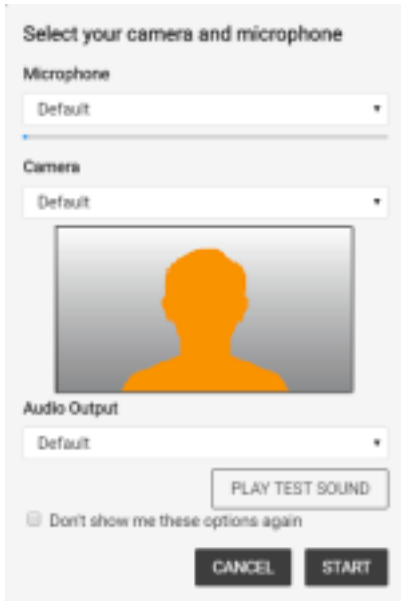 Select your camera and microphone
Microphone
Default
Camera
Default
Audio Output
Default
PLAY TEST SOUND
Don't show me these options again
CANCEL START